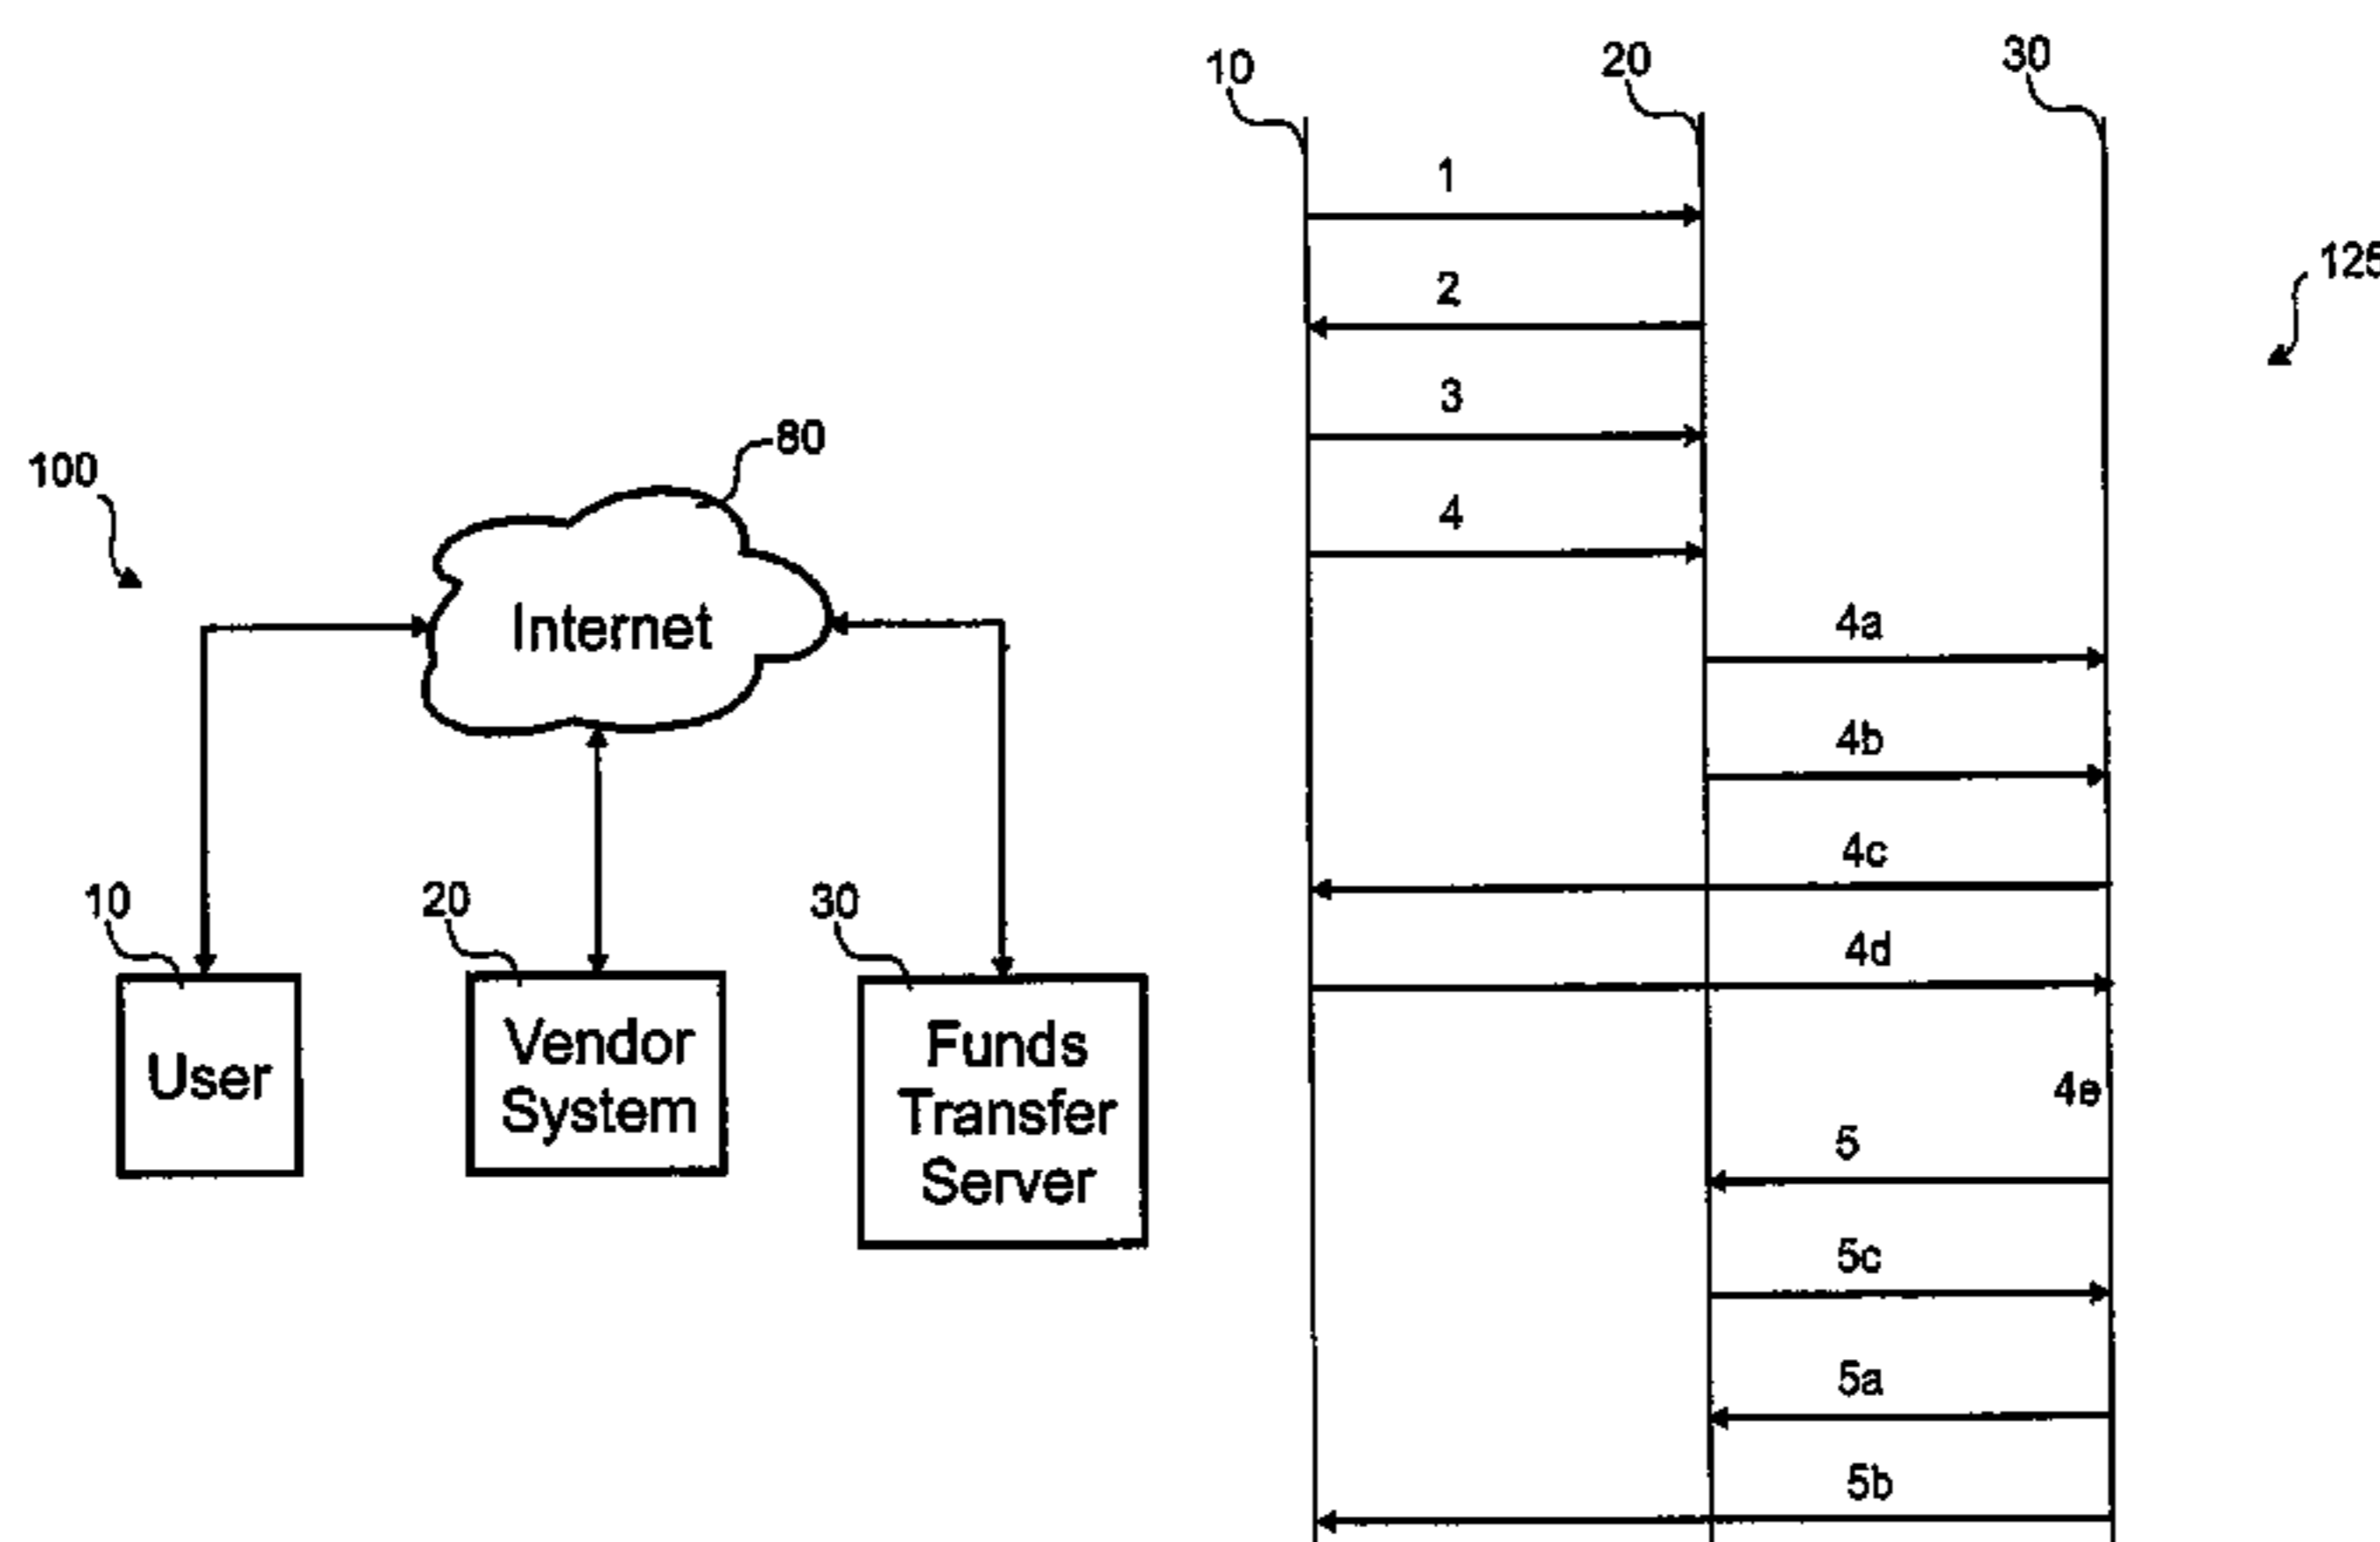 100
80
Internet
10
20
30
User
Vendor
System
Funds
Transfer
Server
10
20
30
125
1
2
3
4
4a
4b
4c
4d
4e
5
5c
5a
5b